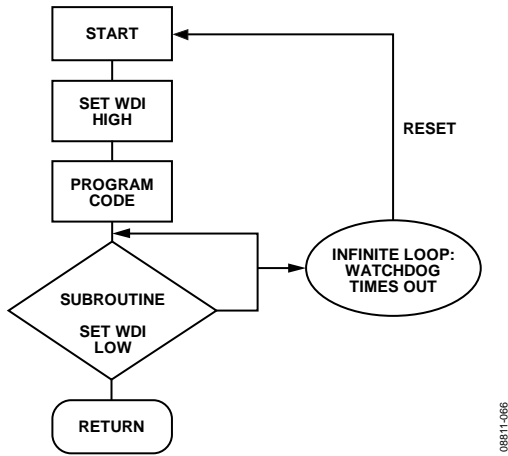 START
SET WDI
HIGH
RESET
PROGRAM
CODE
INFINITE LOOP:
WATCHDOG
TIMES OUT
SUBROUTINE
SET WDI
LOW
RETURN
08811-066